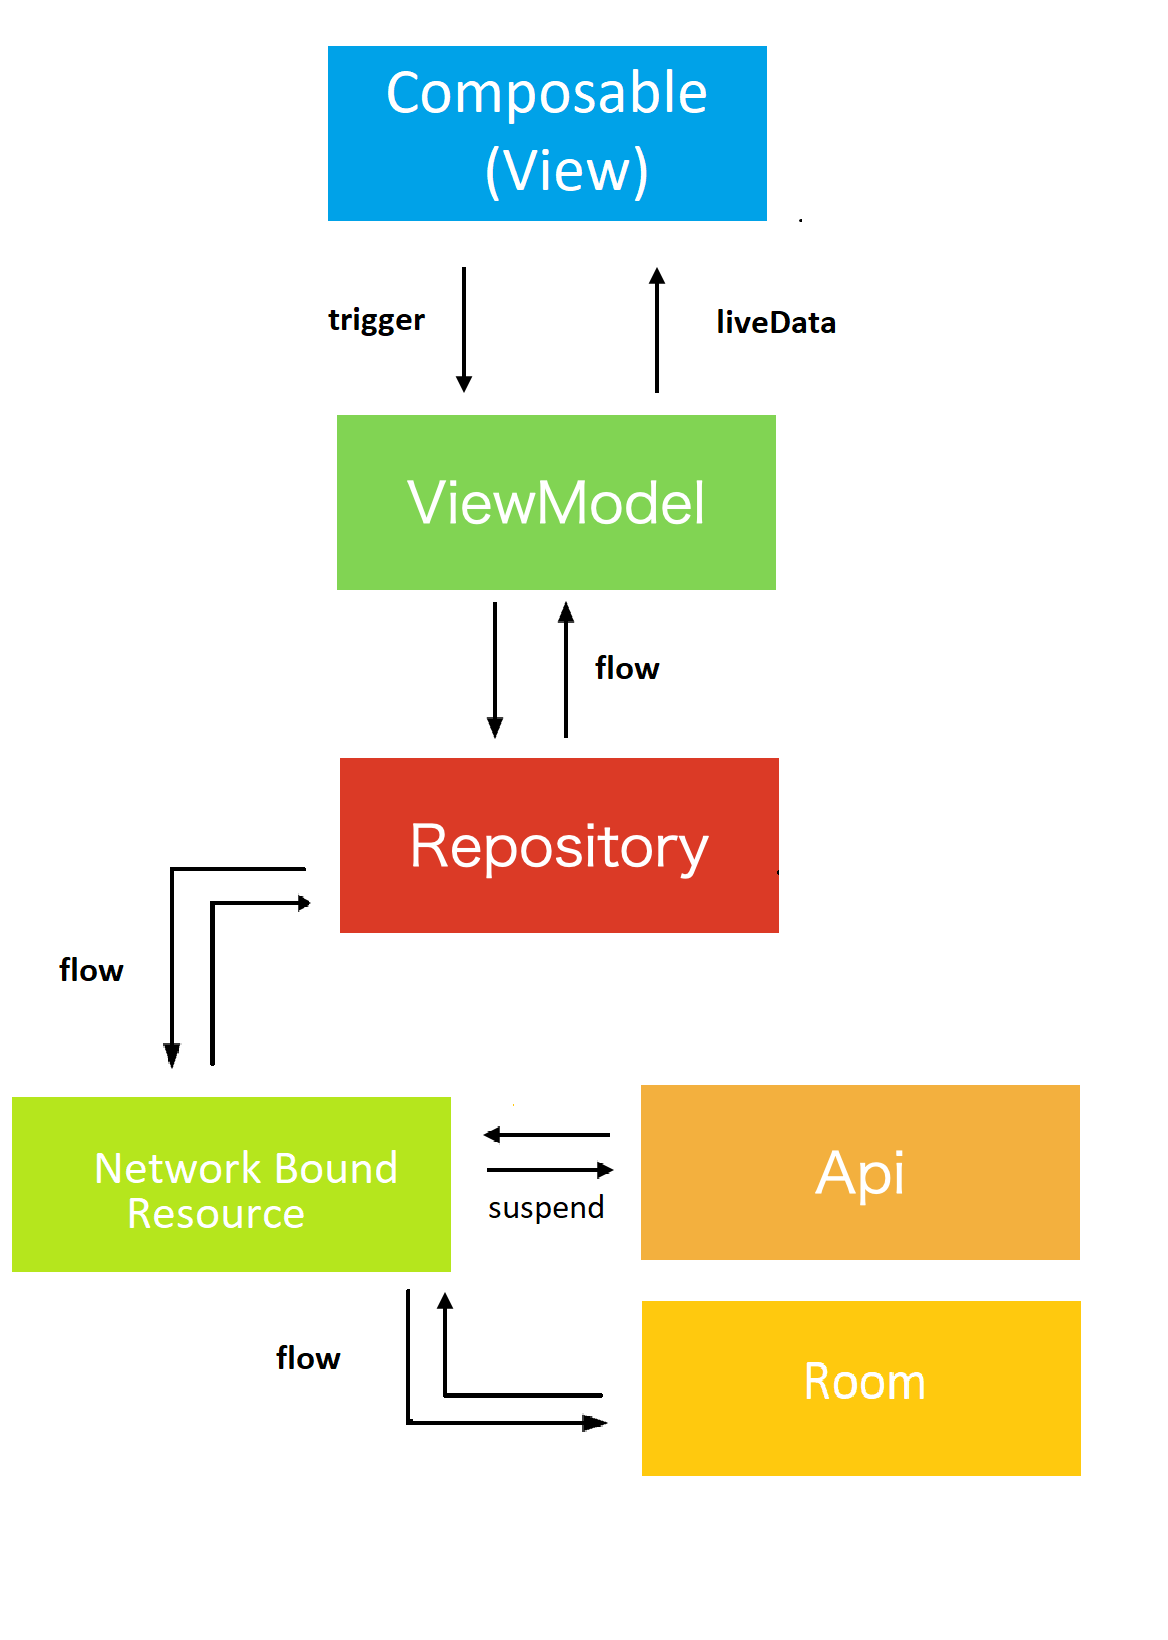 Composable
(View)
trigger
liveData
ViewModel
flow
Repository
flow
Network Bound
Resource
suspend
Api
flow
Room